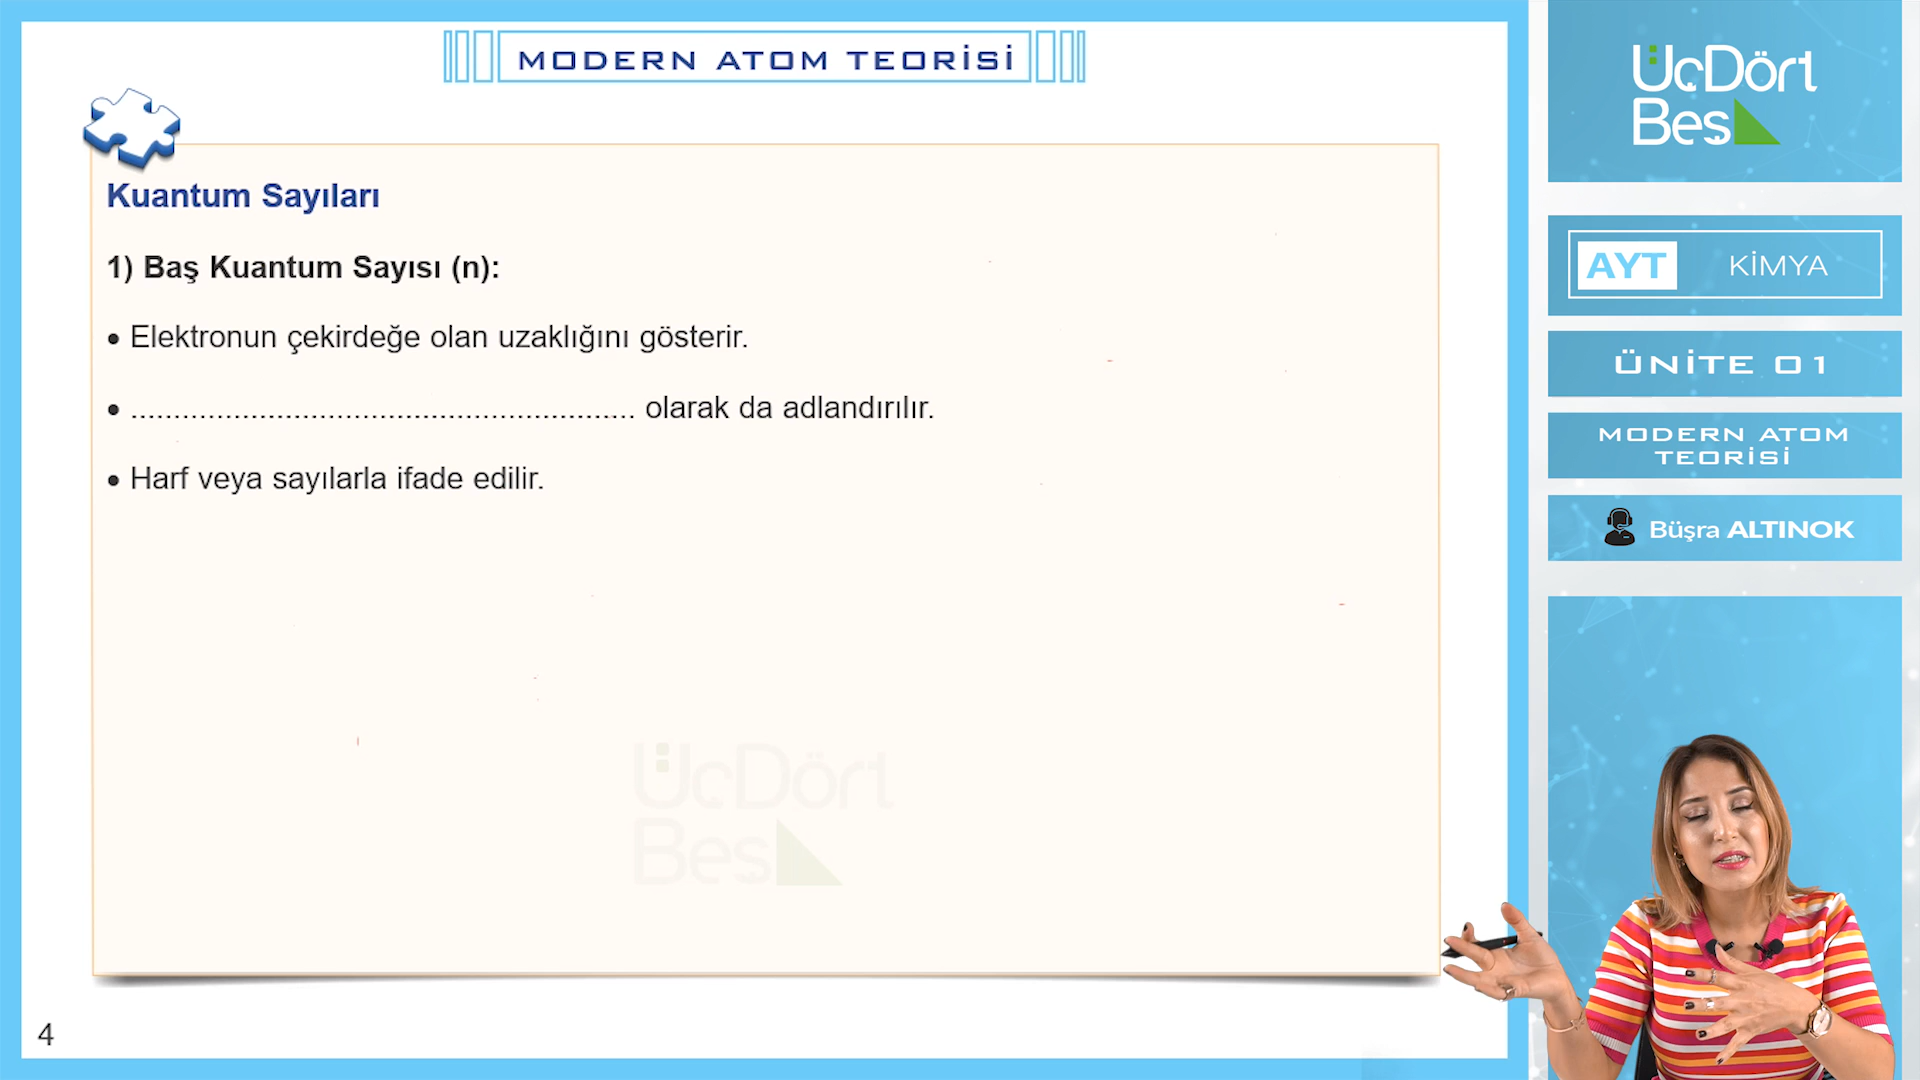 MODERN ATOM TEORİSİ
Kuantum Sayıları
1) Baş Kuantum Sayısı (n):
• Elektronun çekirdeğe olan uzaklığını gösterir.
• ............................................................ olarak da adlandırılır.
• Harf veya sayılarla ifade edilir.
ÜçDört
Beş
4
ÜçDört
Beş
AYT KİMYA
ÜNİTE 01
MODERN ATOM
TEORİSİ
Büşra ALTINOK